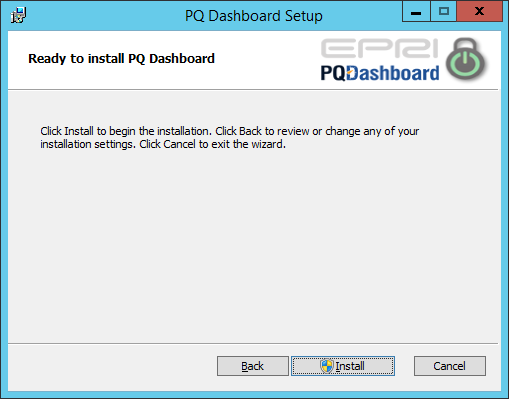 PQ Dashboard Setup
x
Ready to install PQ Dashboard
EPRI
PQDashboard
Click Install to begin the installation. Click Back to review or change any of your
installation settings. Click Cancel to exit the wizard.
Back
Install
Cancel